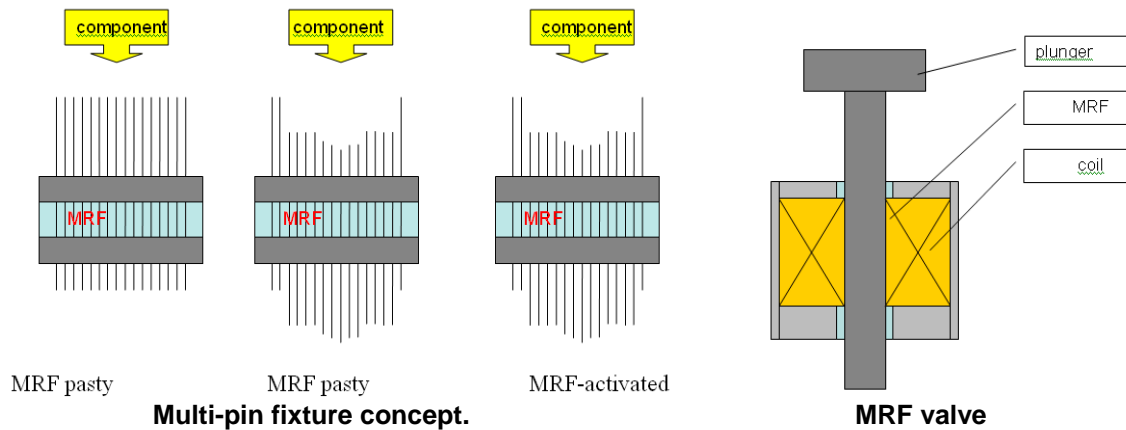 component component component
plunger
MRF
coil
MRF MRF MRF
MRF pasty MRF pasty MRF-activated
Multi-pin fixture concept. MRF valve